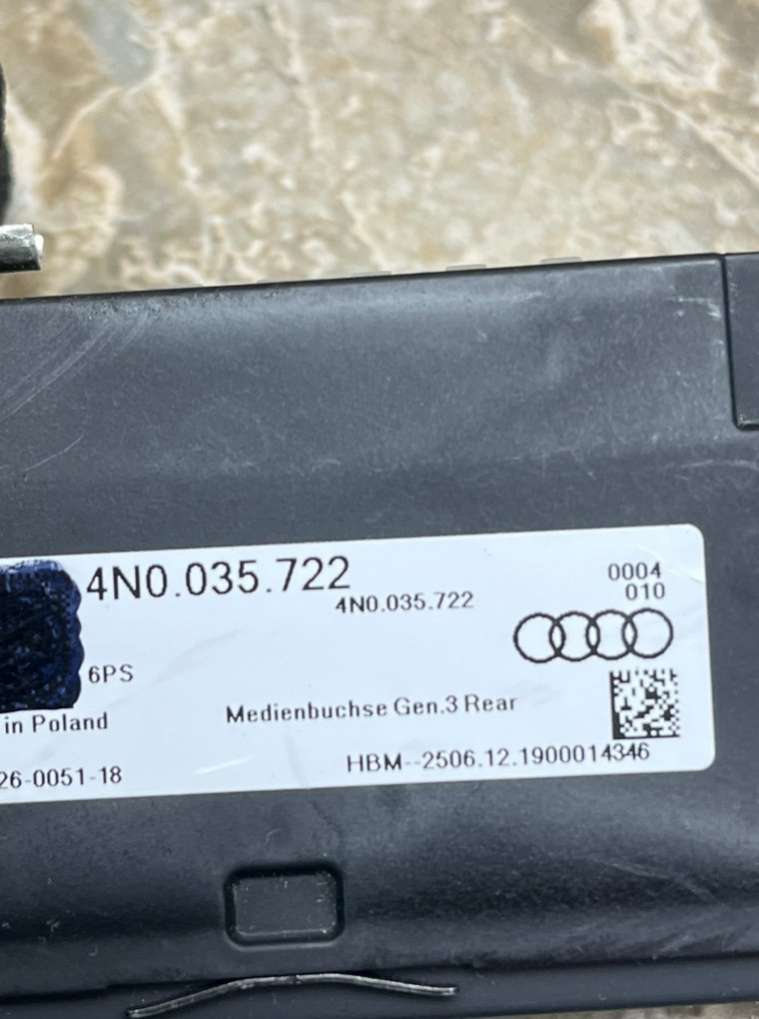 4N0.035.722
4N0.035.722
0004
010
6PS
in Poland
Medienbuchse Gen.3 Rear
26-0051-18
HBM--2506.12.1900014346